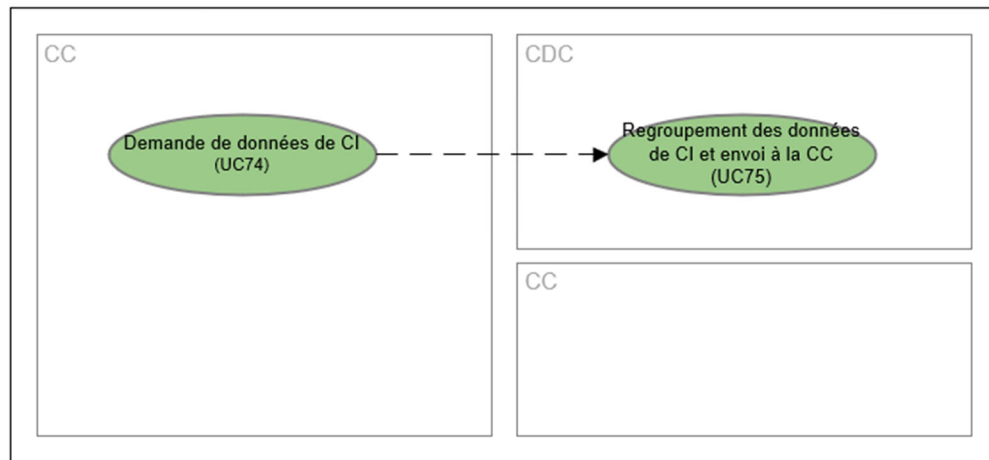 CC
Demande de données de CI
(UC74)
CDC
Regroupement des données
de CI et envoi à la CC
(UC75)
CC